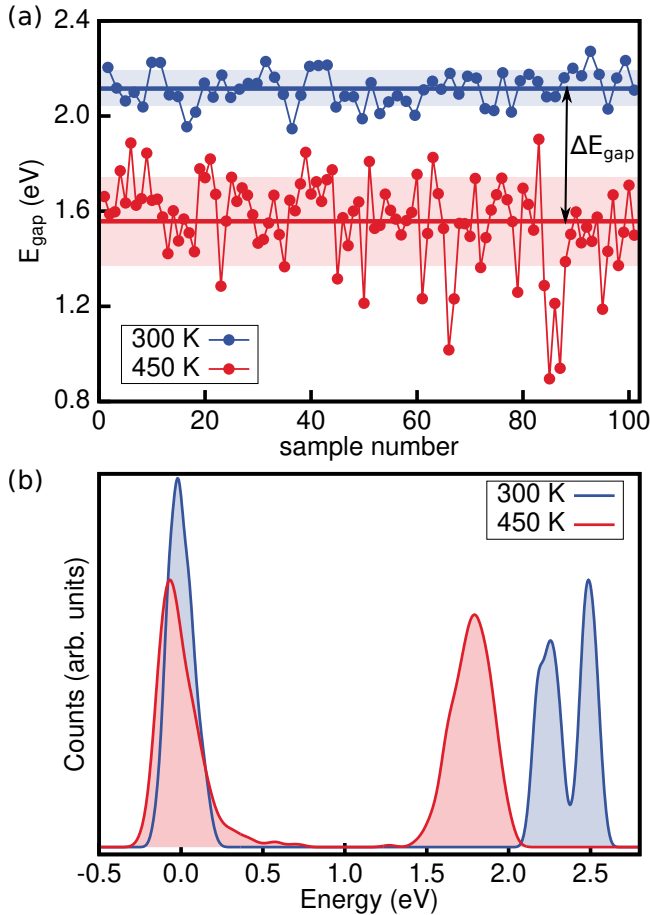 (a)
2.4
2.0
1.6
1.2
0.8
E_gap (eV)
ΔE_gap
300 K
450 K
0 20 40 60 80 100
sample number
(b)
300 K
450 K
Counts (arb. units)
-0.5 0.0 0.5 1.0 1.5 2.0 2.5
Energy (eV)